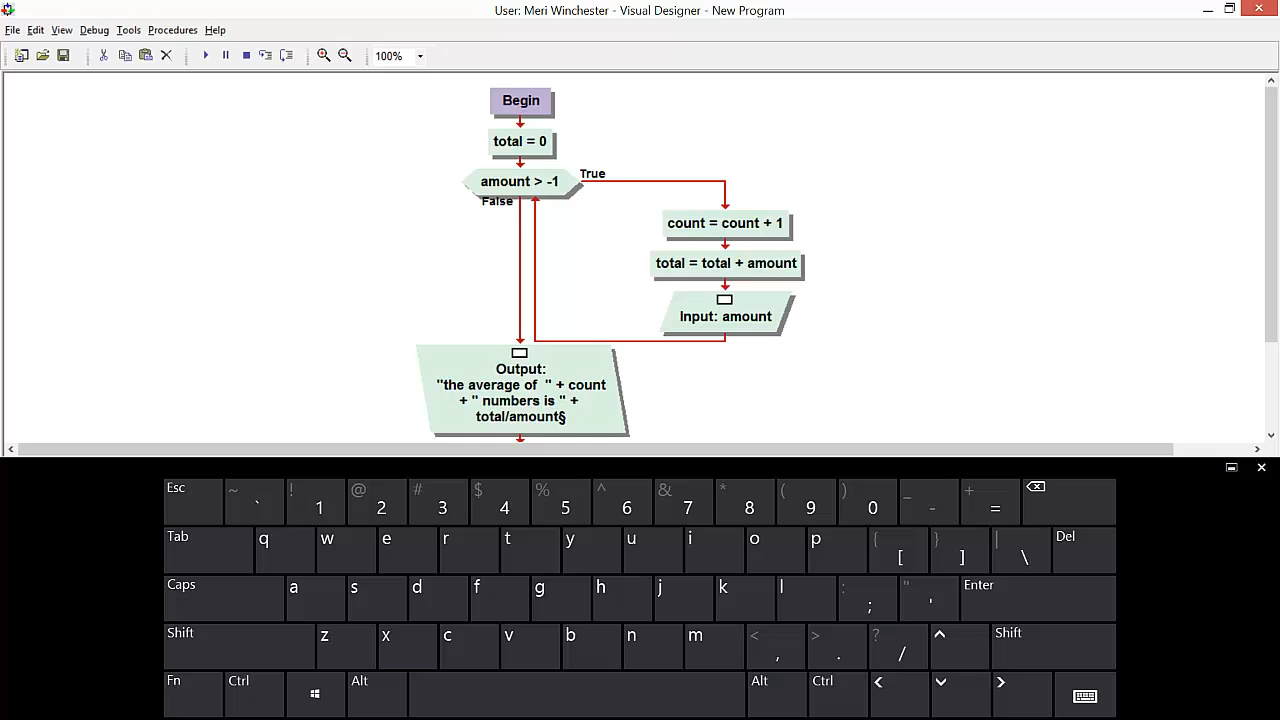 User: Meri Winchester - Visual Designer - New Program
File Edit View Debug Tools Procedures Help
100%
Begin
total = 0
amount > -1
True
False
count = count + 1
total = total + amount
Input: amount
Output:
"the average of " + count
+ " numbers is " +
total/amount§
Esc ~ ` ! 1 @ 2 # 3 $ 4 % 5 ^ 6 & 7 * 8 ( 9 ) 0 _ - + =
Tab q w e r t y u i o p { [ } ] | \ Del
Caps a s d f g h j k l : ; " ' Enter
Shift z x c v b n m < , > . ? / Shift
Fn Ctrl Alt Alt Ctrl